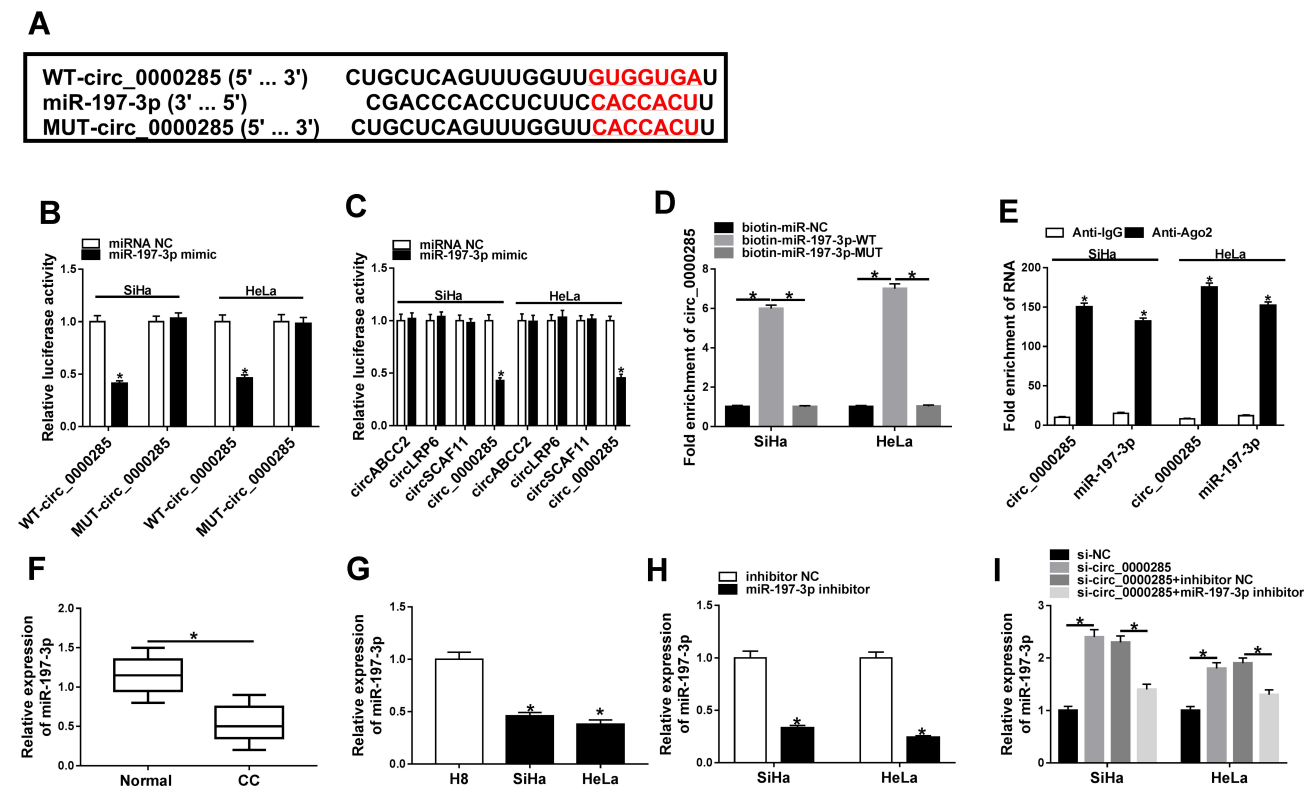 A
WT-circ_0000285 (5' ... 3') CUGCUCAGUUUGGUUGUGGUGAU
miR-197-3p (3' ... 5') CGACCCACCUCUUCCACCACUU
MUT-circ_0000285 (5' ... 3') CUGCUCAGUUUGGUUCACCACUU
B
miRNA NC
miR-197-3p mimic
Relative luciferase activity
1.5
1.0
0.5
0.0
SiHa
HeLa
*
*
WT-circ_0000285
MUT-circ_0000285
WT-circ_0000285
MUT-circ_0000285
C
miRNA NC
miR-197-3p mimic
Relative luciferase activity
1.5
1.0
0.5
0.0
SiHa
HeLa
*
*
circABCC2
circLRP6
circSCAF11
circ_0000285
circABCC2
circLRP6
circSCAF11
circ_0000285
D
biotin-miR-NC
biotin-miR-197-3p-WT
biotin-miR-197-3p-MUT
Fold enrichment of circ_0000285
8
6
4
2
0
* *
* *
SiHa
HeLa
E
Anti-IgG Anti-Ago2
Fold enrichment of RNA
200
150
100
50
0
SiHa
HeLa
*
*
*
*
circ_0000285
miR-197-3p
circ_0000285
miR-197-3p
F
Relative expression
of miR-197-3p
2.0
1.5
1.0
0.5
0.0
*
Normal
CC
G
Relative expression
of miR-197-3p
1.5
1.0
0.5
0.0
*
*
H8
SiHa
HeLa
H
inhibitor NC
miR-197-3p inhibitor
Relative expression
of miR-197-3p
1.5
1.0
0.5
0.0
*
*
SiHa
HeLa
I
si-NC
si-circ_0000285
si-circ_0000285+inhibitor NC
si-circ_0000285+miR-197-3p inhibitor
Relative expression
of miR-197-3p
3
2
1
0
* *
* *
SiHa
HeLa